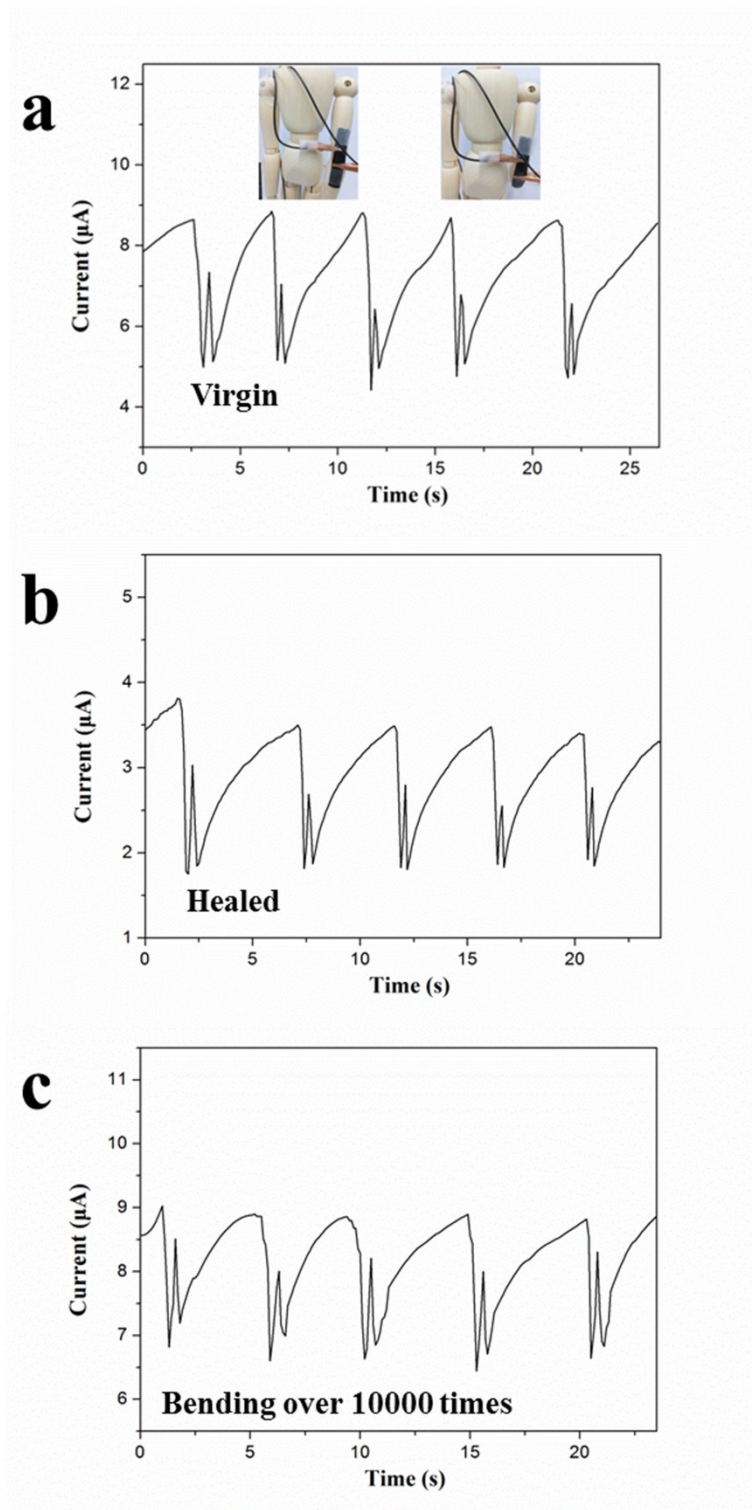 a
12
10
8
6
4
Current (μA)
Virgin
0 5 10 15 20 25
Time (s)
b
5
4
3
2
1
Current (μA)
Healed
0 5 10 15 20
Time (s)
c
11
10
9
8
7
6
Current (μA)
Bending over 10000 times
0 5 10 15 20
Time (s)